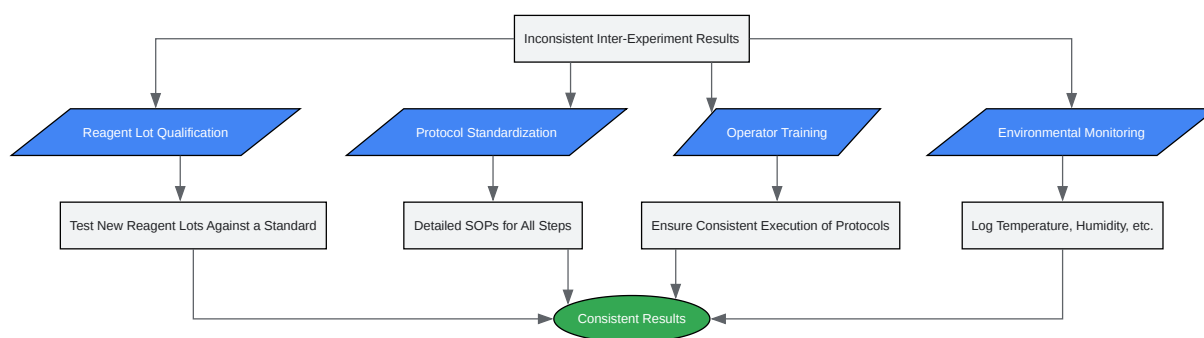 Inconsistent Inter-Experiment Results
Reagent Lot Qualification
Protocol Standardization
Operator Training
Environmental Monitoring
Test New Reagent Lots Against a Standard
Detailed SOPs for All Steps
Ensure Consistent Execution of Protocols
Log Temperature, Humidity, etc.
Consistent Results